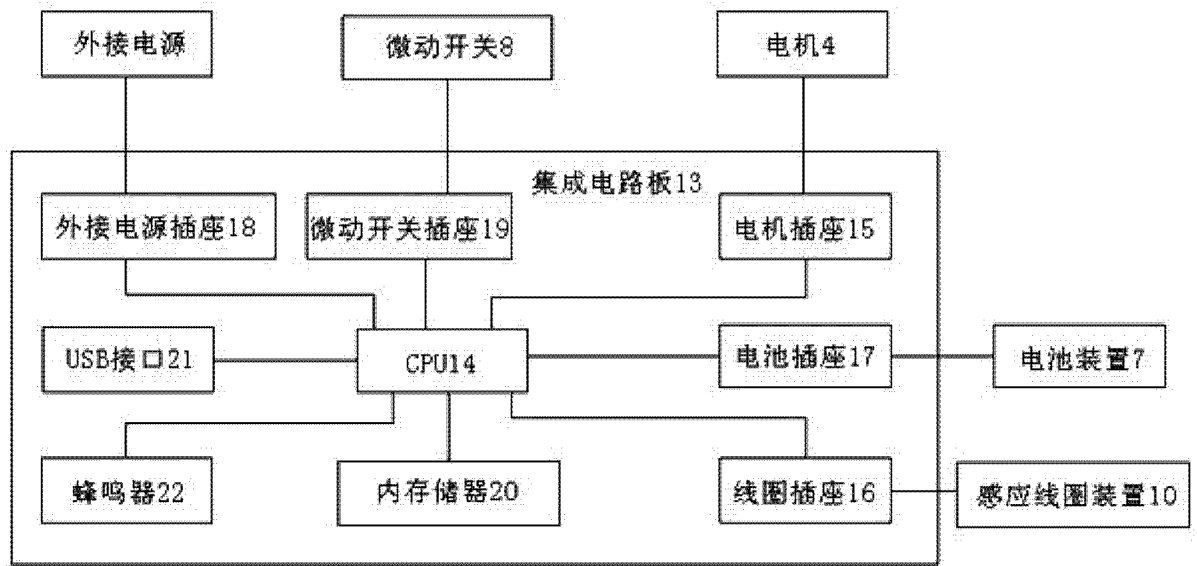 外接电源
微动开关8
电机4
集成电路板13
外接电源插座18
微动开关插座19
电机插座15
USB接口21
CPU14
电池插座17
电池装置7
蜂鸣器22
内存储器20
线圈插座16
感应线圈装置10